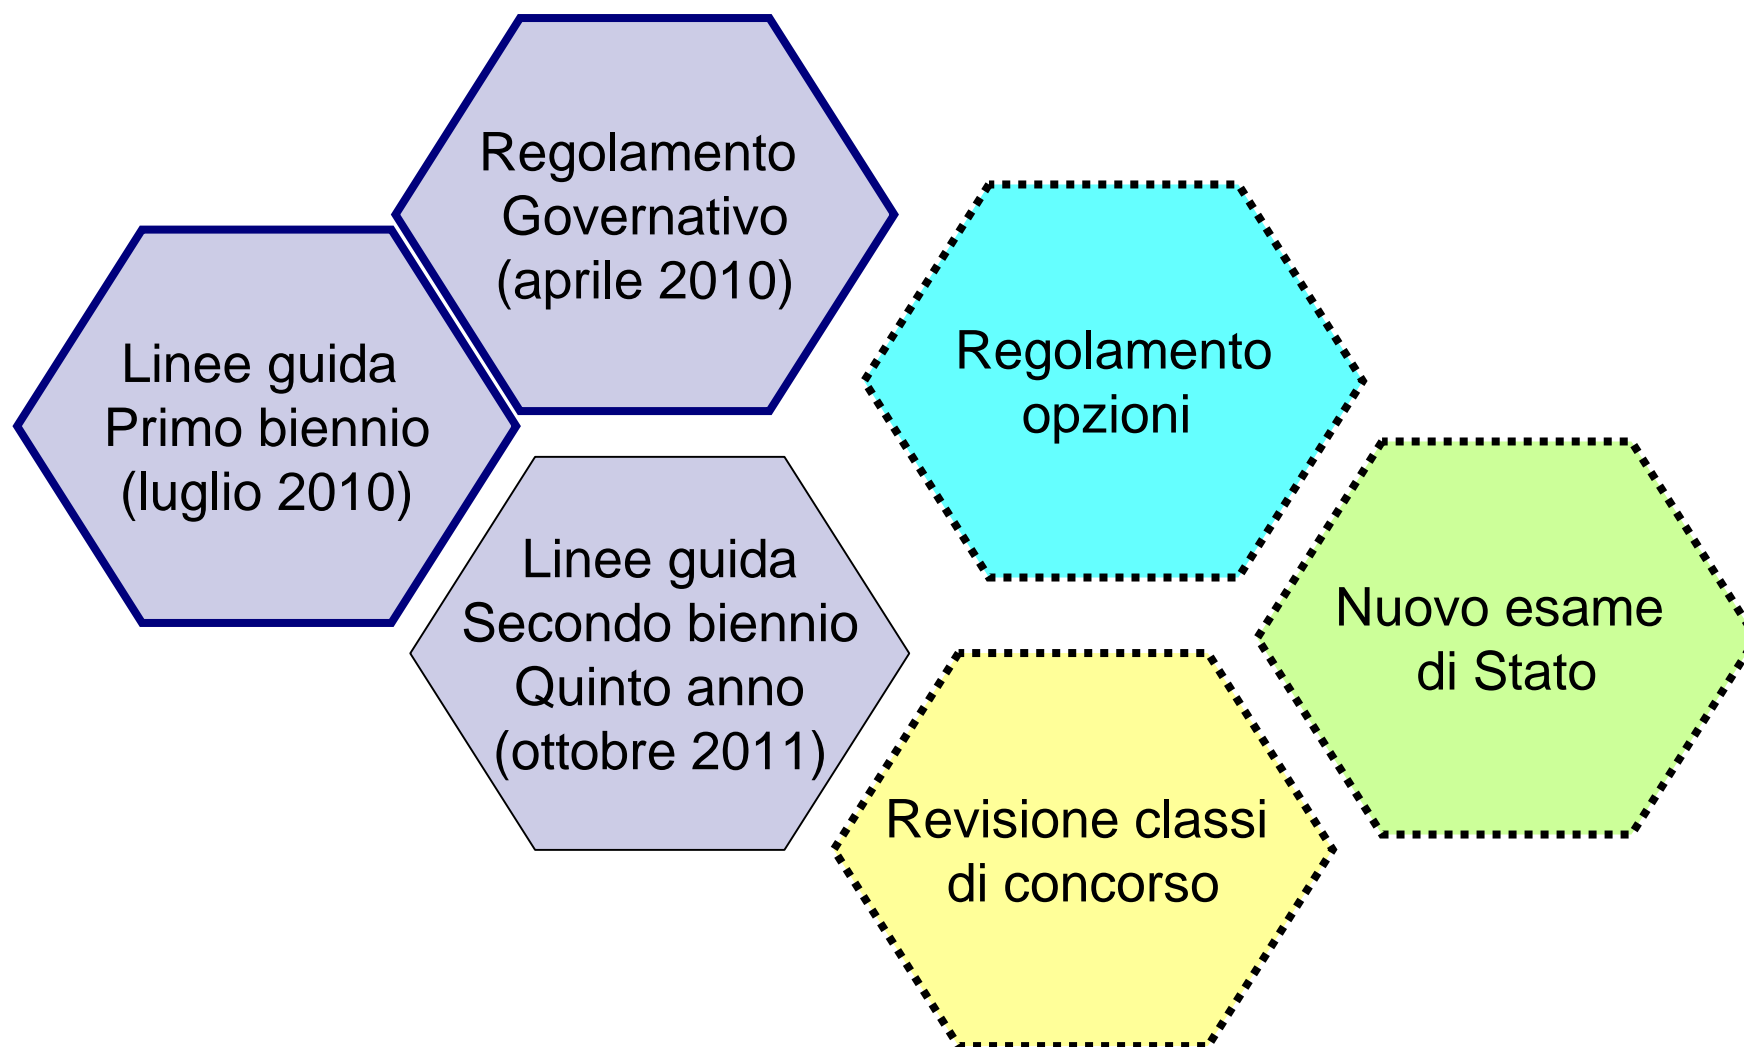 Regolamento
Governativo
(aprile 2010)
Linee guida
Primo biennio
(luglio 2010)
Regolamento
opzioni
Linee guida
Secondo biennio
Quinto anno
(ottobre 2011)
Nuovo esame
di Stato
Revisione classi
di concorso